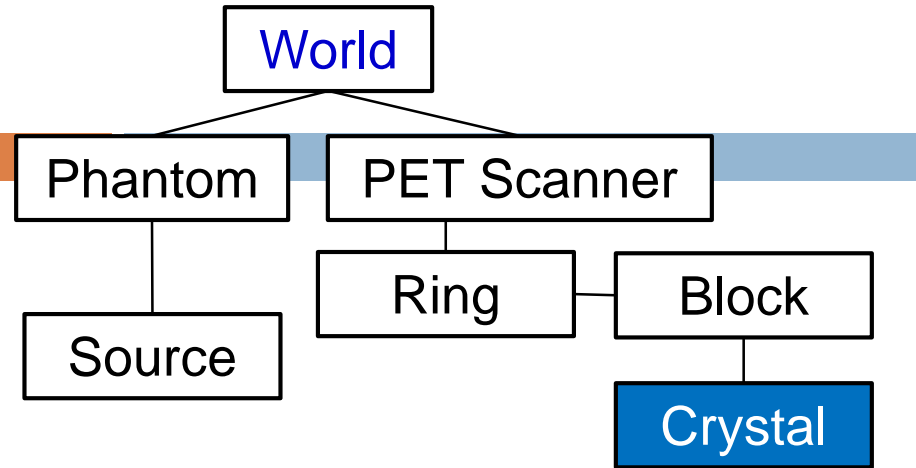 World
Phantom
PET Scanner
Ring
Block
Source
Crystal